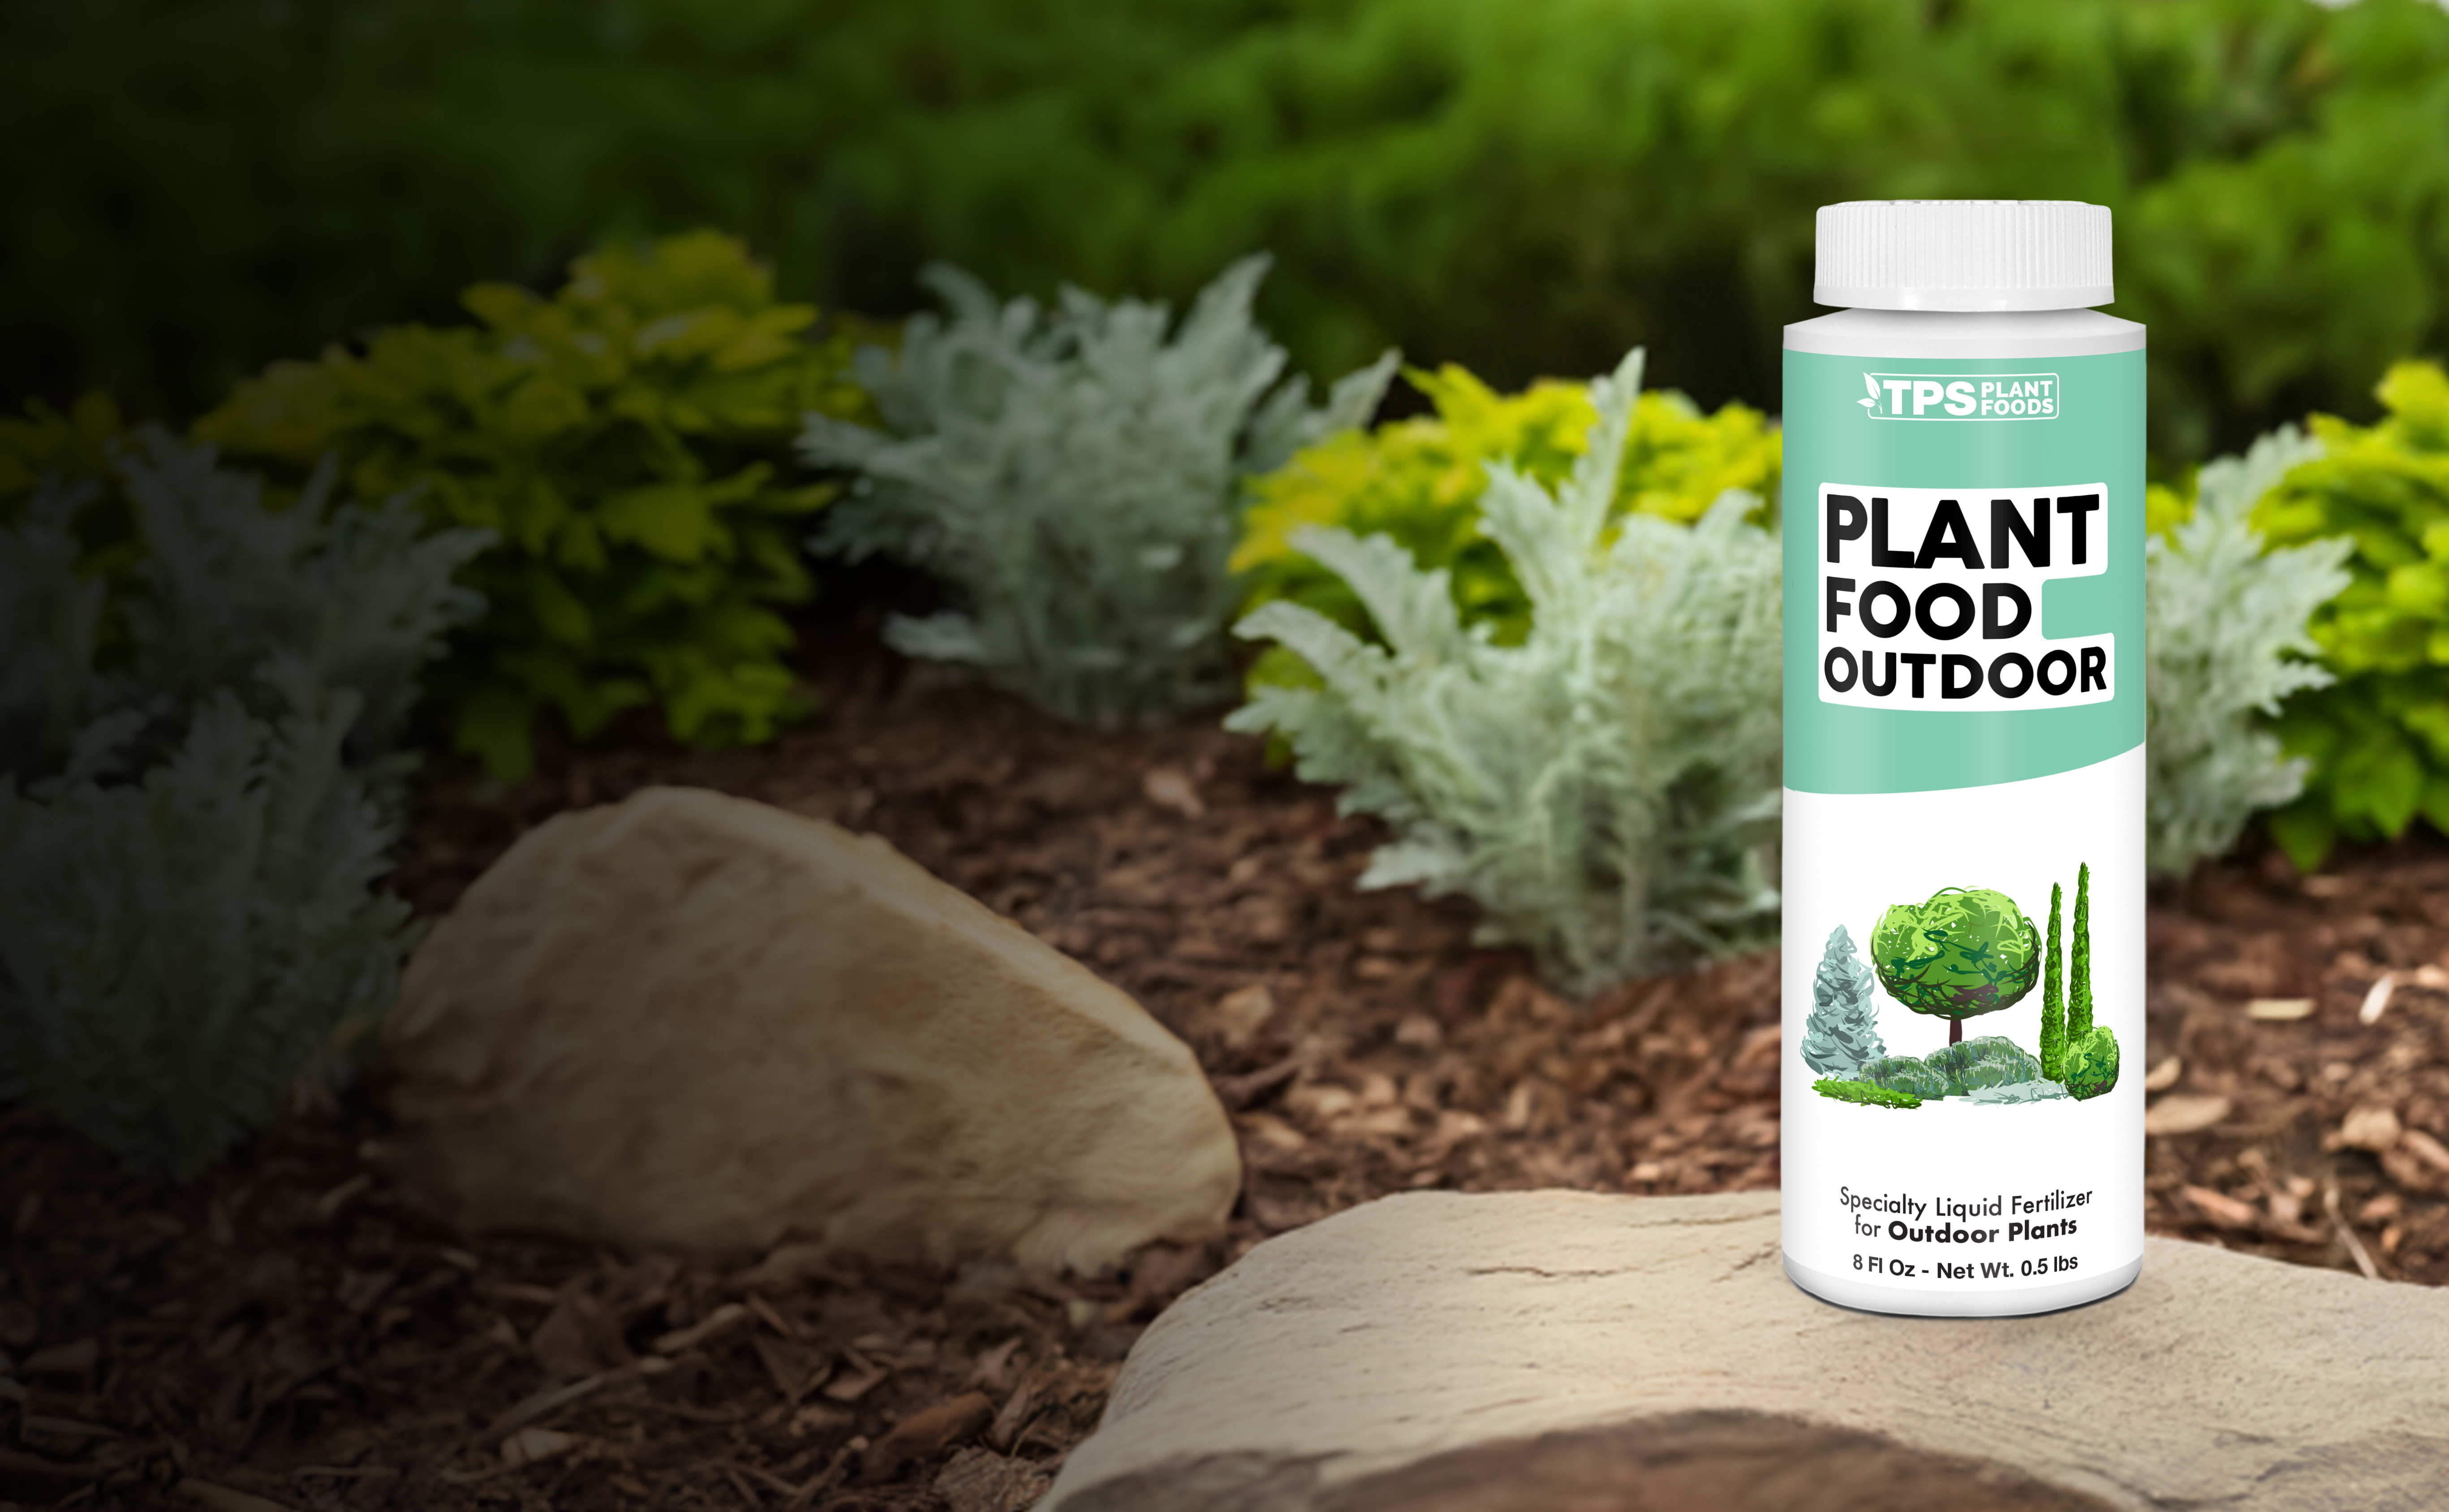 TPS PLANT FOODS
PLANT
FOOD
OUTDOOR
Specialty Liquid Fertilizer
for Outdoor Plants
8 Fl Oz - Net Wt. 0.5 lbs